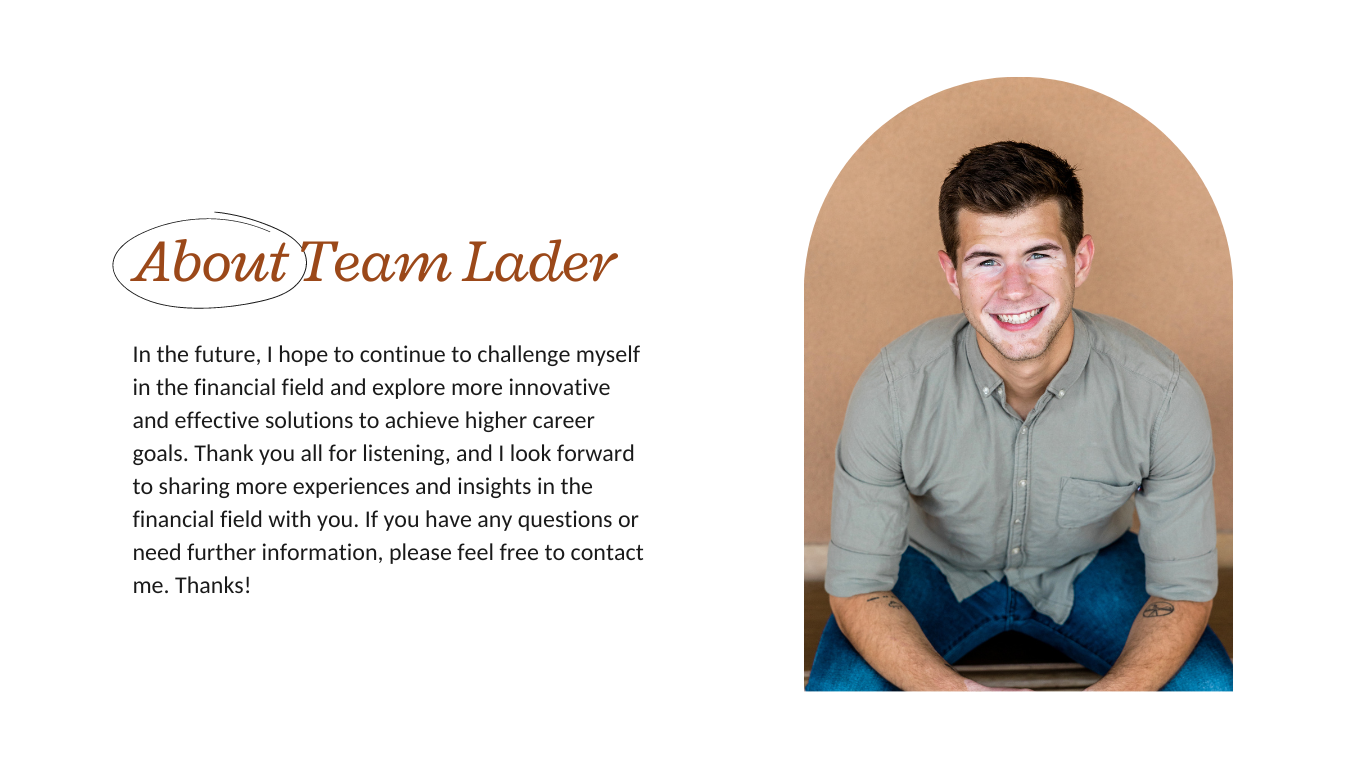 About Team Lader
In the future, I hope to continue to challenge myself
in the financial field and explore more innovative
and effective solutions to achieve higher career
goals. Thank you all for listening, and I look forward
to sharing more experiences and insights in the
financial field with you. If you have any questions or
need further information, please feel free to contact
me. Thanks!